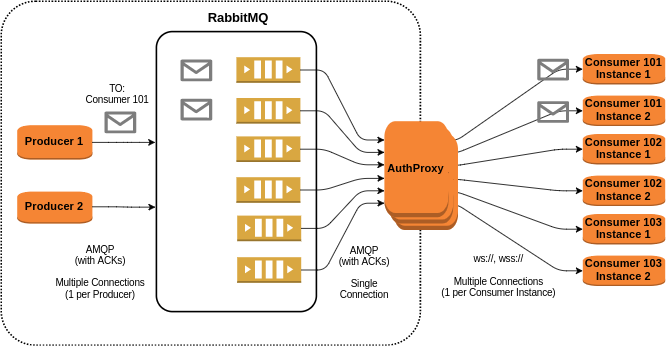 RabbitMQ
TO:
Consumer 101
Producer 1
Producer 2
AMQP
(with ACKs)
Multiple Connections
(1 per Producer)
AuthProxy
AMQP
(with ACKs)
Single
Connection
ws://, wss://
Multiple Connections
(1 per Consumer Instance)
Consumer 101
Instance 1
Consumer 101
Instance 2
Consumer 102
Instance 1
Consumer 102
Instance 2
Consumer 103
Instance 1
Consumer 103
Instance 2